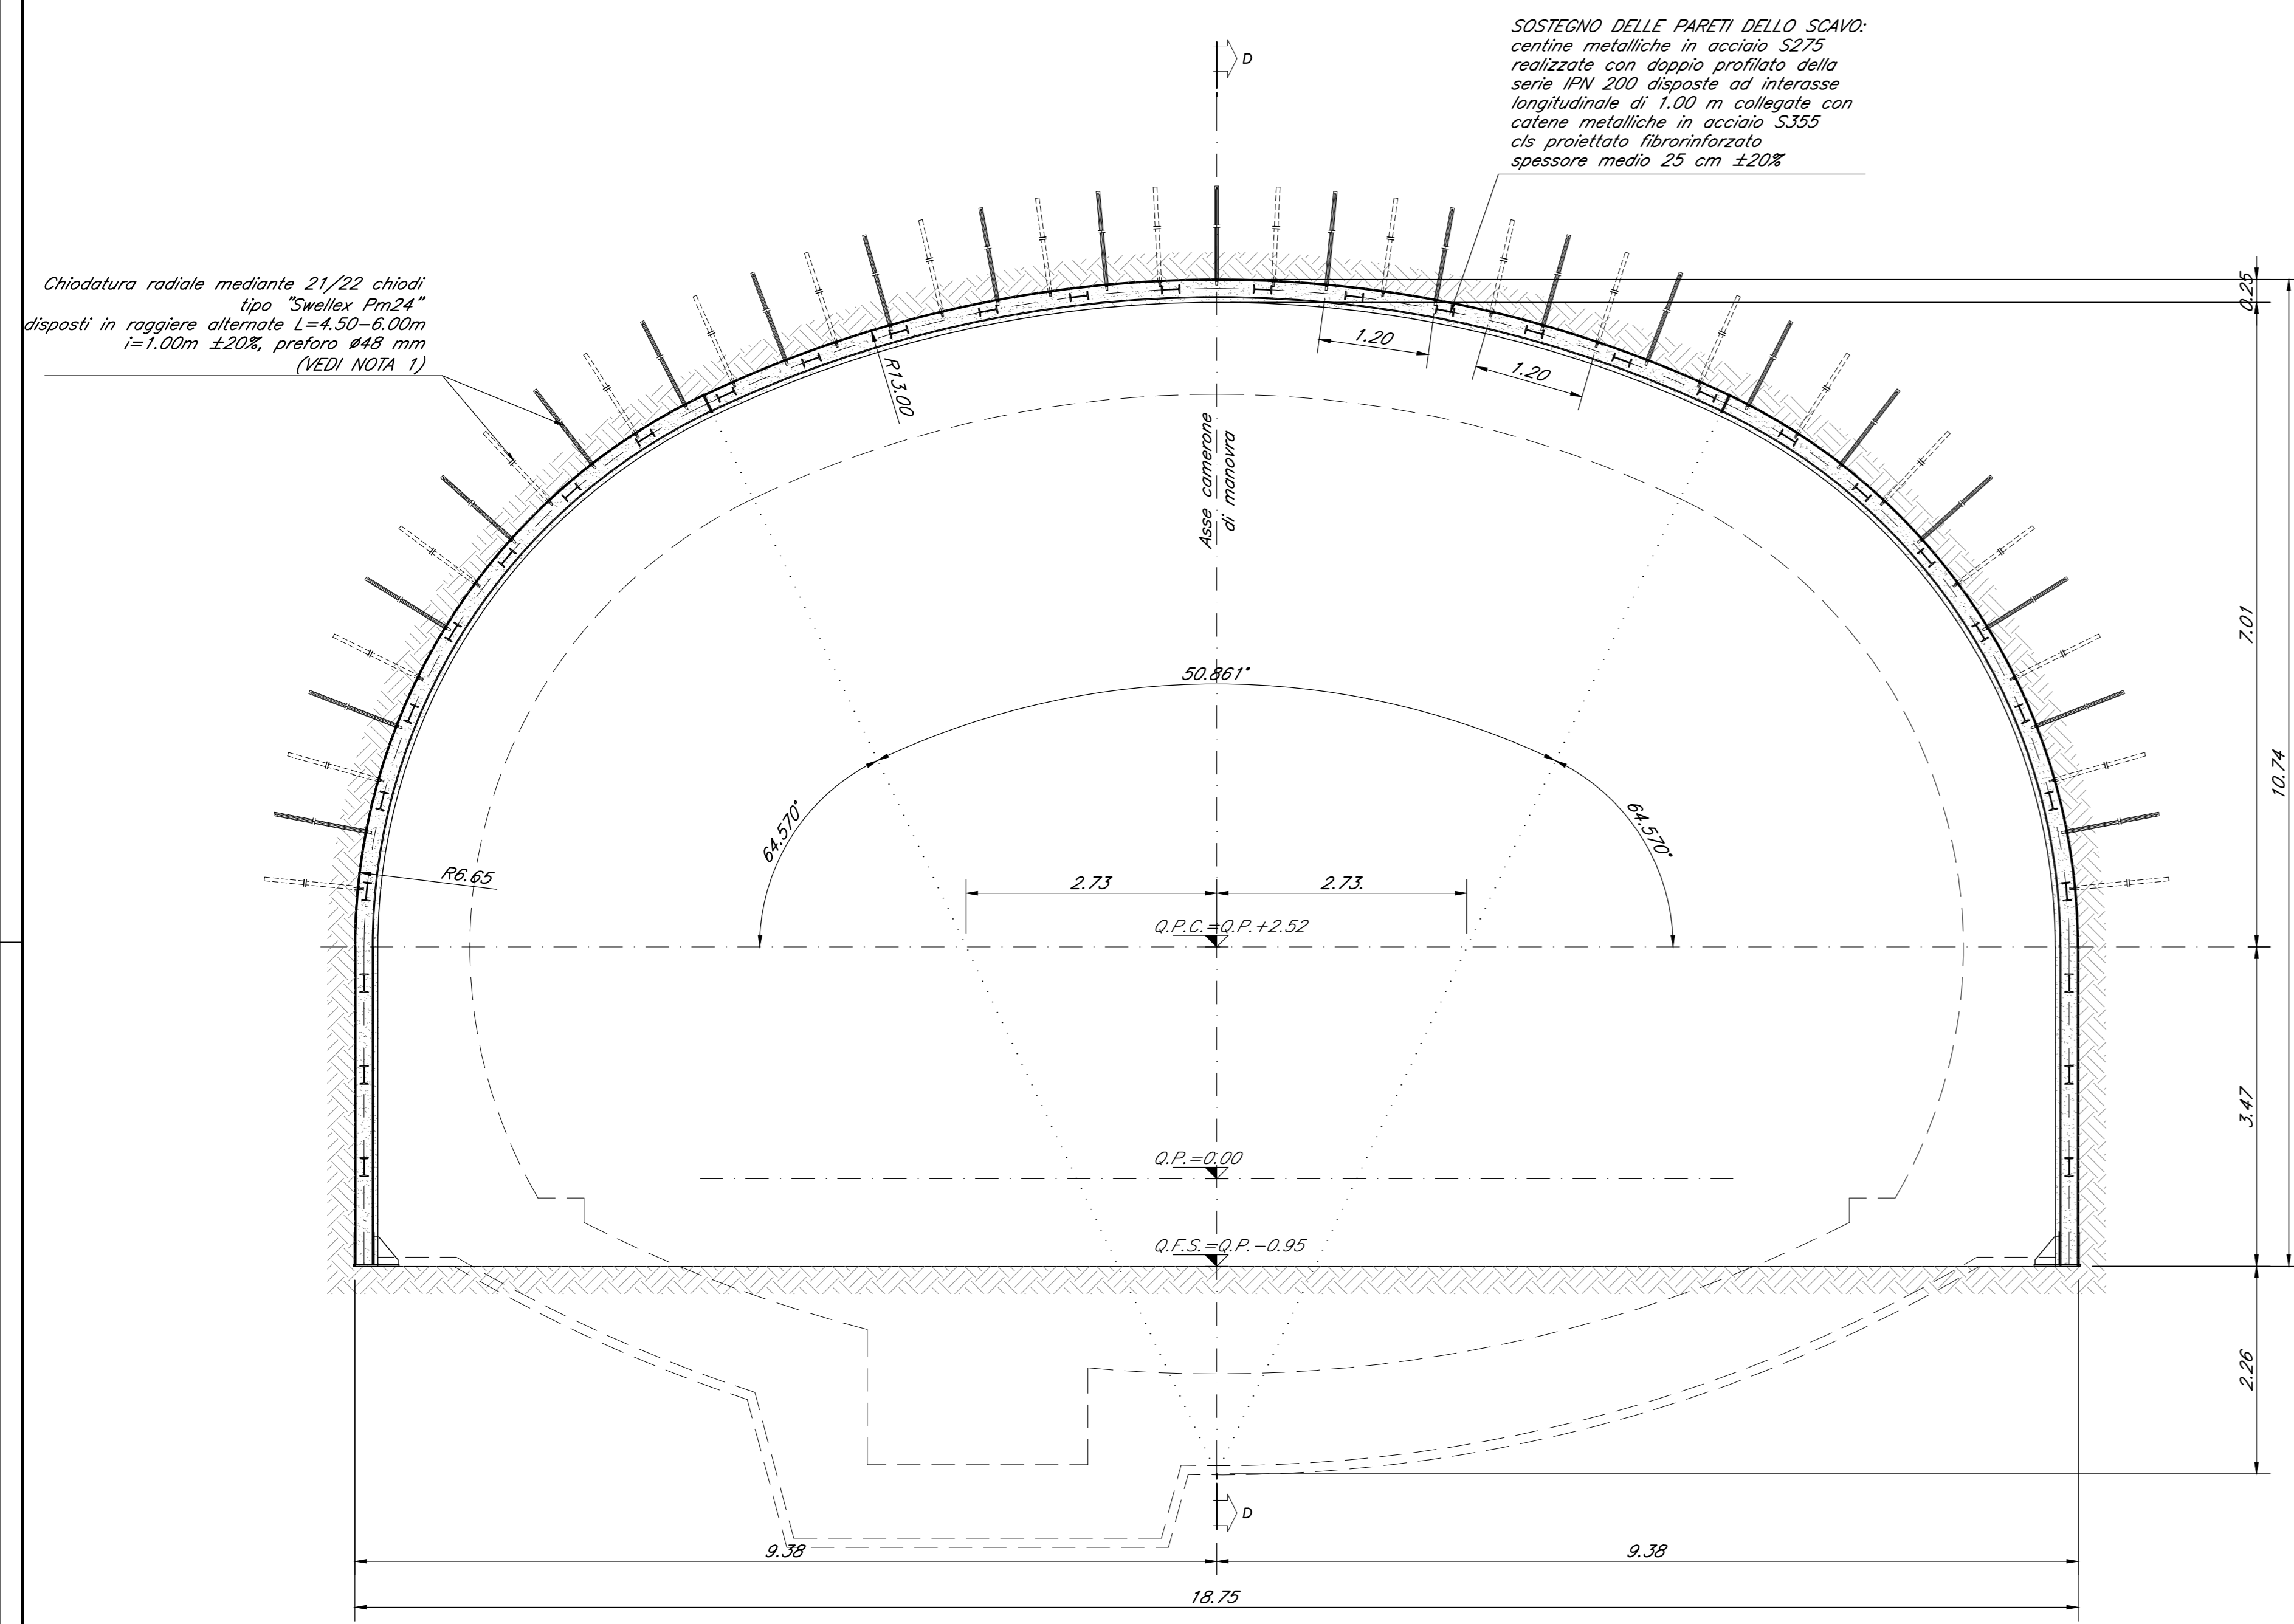 D
SOSTEGNO DELLE PARETI DELLO SCAVO:
centine metalliche in acciaio S275
realizzate con doppio profilato della
serie IPN 200 disposte ad interasse
longitudinale di 1.00 m collegate con
catene metalliche in acciaio S355
cls proiettato fibrorinforzato
spessore medio 25 cm ±20%
Chiodatura radiale mediante 21/22 chiodi
tipo "Swellex Pm24"
disposti in raggiere alternate L=4.50-6.00m
i=1.00m ±20%, preforo ø48 mm
(VEDI NOTA 1)
0.25
1.20
1.20
R13.00
Asse camerone
di manovra
7.01
50.861°
10.74
64.570°
64.570°
R6.65
2.73
2.73.
Q.P.C.=Q.P.+2.52
3.47
Q.P.=0.00
Q.F.S.=Q.P.-0.95
2.26
D
9.38
9.38
18.75